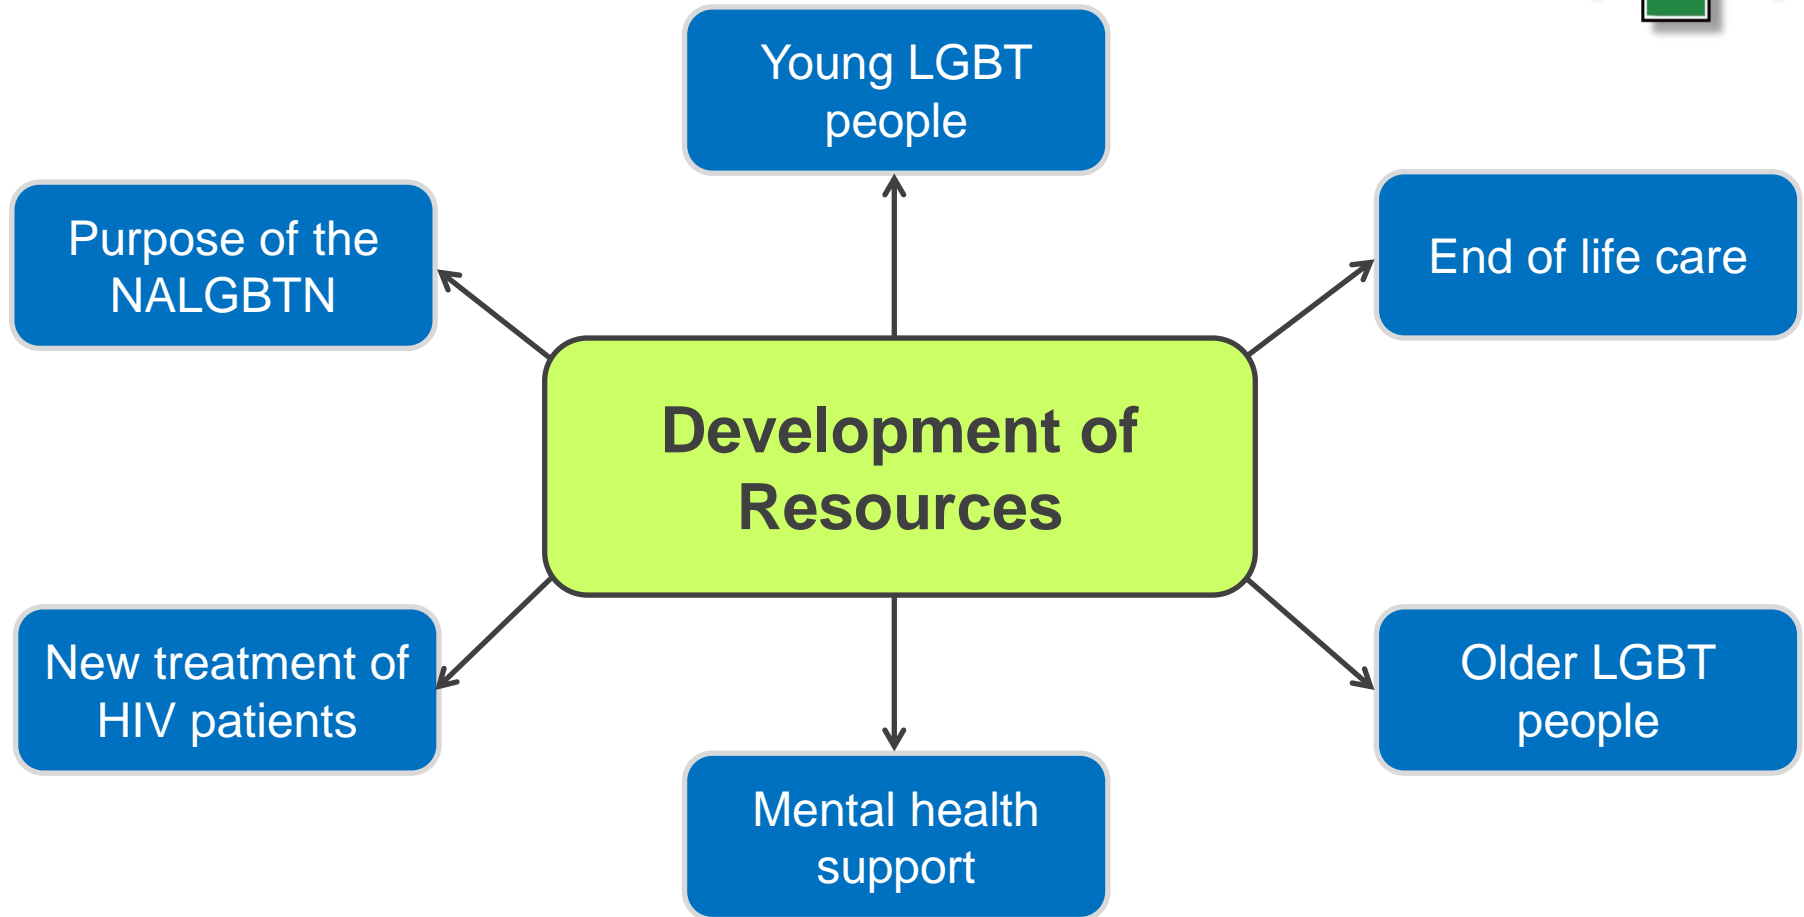 Young LGBT
people
Purpose of the
NALGBTN
End of life care
Development of
Resources
New treatment of
HIV patients
Older LGBT
people
Mental health
support